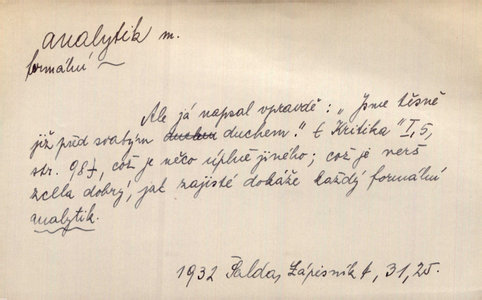 analytik m.
formální ~
Ale já napsal vpravdě: „Jsme těsně
již před svatým duchem." ( Kritika" I, 5,
str. 98), což je něco úplně jiného; což je verš
zcela dobrý, jak zajisté dokáže každý formální
analytik.
1932 Šalda, Zápisník 4, 31, 25.